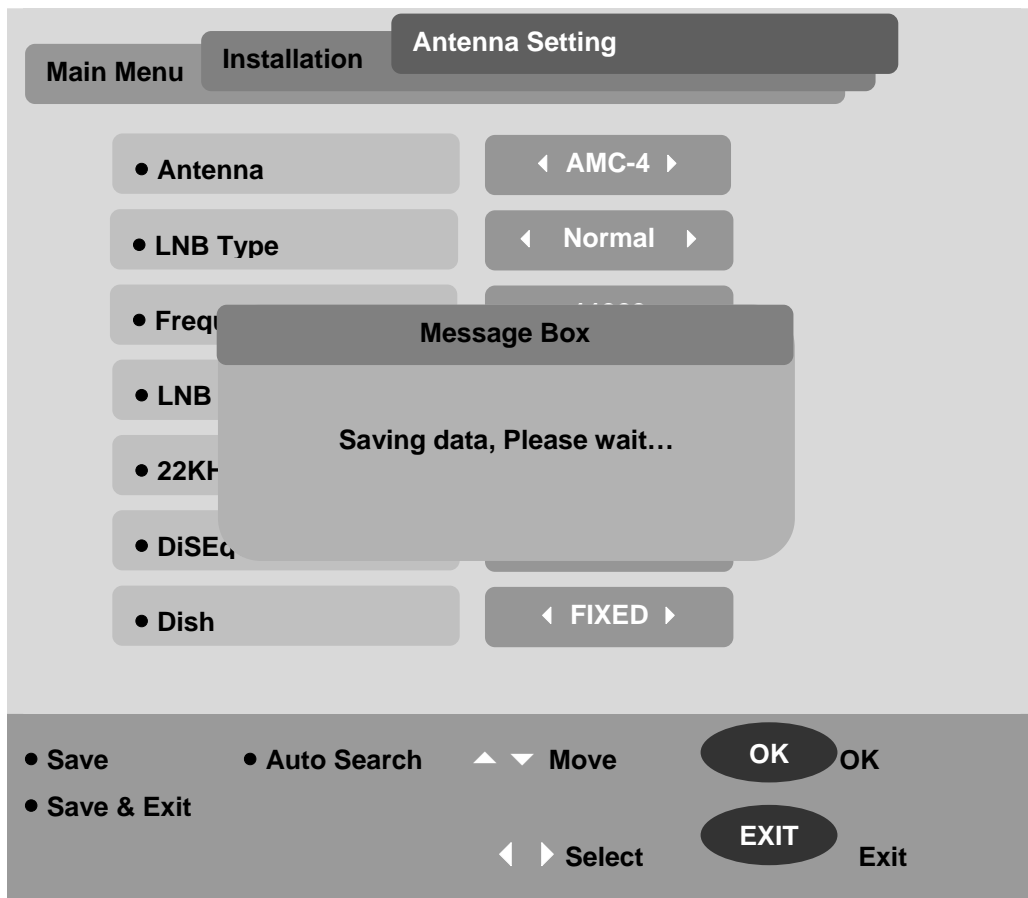 Main Menu Installation Antenna Setting
Antenna AMC-4
LNB Type Normal
Message Box
LNB
Saving data, Please wait…
Dish FIXED
Save Auto Search Move OK OK
Save & Exit
Select EXIT Exit